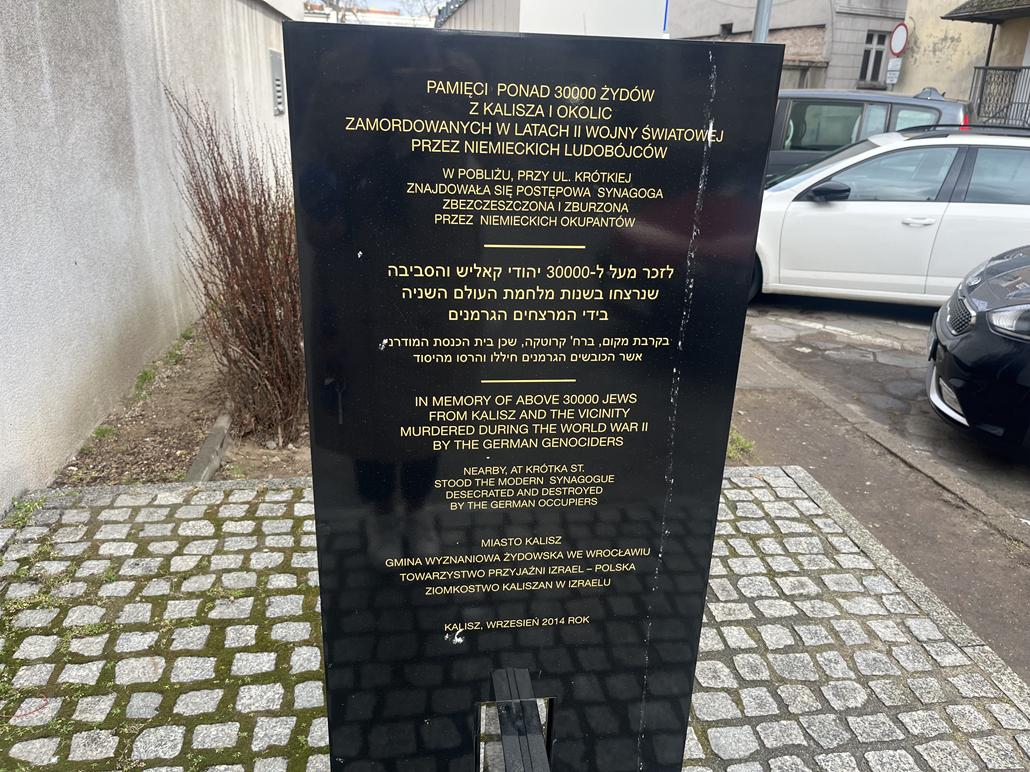 PAMIĘCI PONAD 30000 ŻYDÓW
Z KALISZA I OKOLIC
ZAMORDOWANYCH W LATACH II WOJNY ŚWIATOWEJ
PRZEZ NIEMIECKICH LUDOBÓJCÓW
W POBLIŻU, PRZY UL. KRÓTKIEJ
ZNAJDOWAŁA SIĘ POSTĘPOWA SYNAGOGA
ZBEZCZESZCZONA I ZBURZONA
PRZEZ NIEMIECKICH OKUPANTÓW
לזכר מעל ל-30000 יהודי קאליש והסביבה
שנרצחו בשנות מלחמת העולם השניה
בידי המרצחים הגרמנים
בקרבת מקום, ברח' קרוטקה, שכן בית הכנסת המודרני
אשר הכובשים הגרמנים חיללו והרסו מהיסוד
IN MEMORY OF ABOVE 30000 JEWS
FROM KALISZ AND THE VICINITY
MURDERED DURING THE WORLD WAR II
BY THE GERMAN GENOCIDERS
NEARBY, AT KRÓTKA ST.
STOOD THE MODERN SYNAGOGUE
DESECRATED AND DESTROYED
BY THE GERMAN OCCUPIERS
MIASTO KALISZ
GMINA WYZNANIOWA ŻYDOWSKA WE WROCŁAWIU
TOWARZYSTWO PRZYJAŹNI IZRAEL – POLSKA
ZIOMKOSTWO KALISZAN W IZRAELU
KALISZ, WRZESIEŃ 2014 ROK